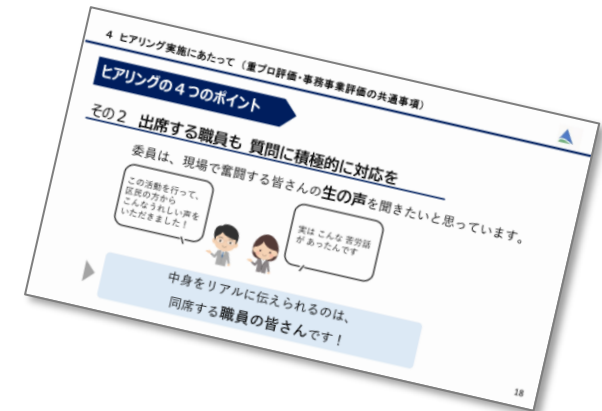 4 ヒアリング実施にあたって（重プロ評価・事務事業評価の共通事項）
ヒアリングの４つのポイント
その２ 出席する職員も 質問に積極的に対応を
委員は、現場で奮闘する皆さんの生の声を聞きたいと思っています。
この活動を行って、
区民の方から
こんなうれしい声を
いただきました！
実は こんな 苦労話
が あったんです
中身をリアルに伝えられるのは、
同席する職員の皆さんです！
18